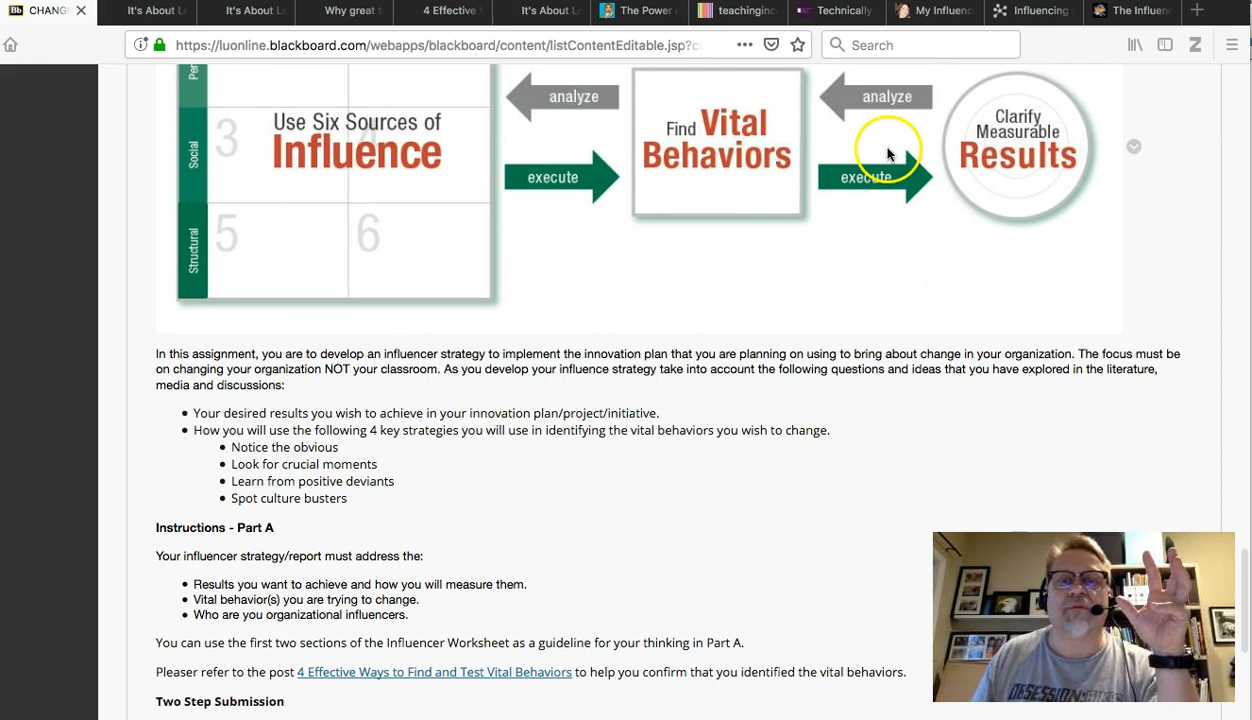 CHANG
It's About Le
It's About L
Why great t
4 Effective
It's About Le
The Power o
teachinginc
Technically
My Influenc
Influencing
The Influenc
https://luonline.blackboard.com/webapps/blackboard/content/listContentEditable.jsp?c
Search
Per
Social
Structural
3
4
5
6
Use Six Sources of
Influence
analyze
execute
Find Vital
Behaviors
analyze
execute
Clarify
Measurable
Results
In this assignment, you are to develop an influencer strategy to implement the innovation plan that you are planning on using to bring about change in your organization. The focus must be
on changing your organization NOT your classroom. As you develop your influence strategy take into account the following questions and ideas that you have explored in the literature,
media and discussions:
• Your desired results you wish to achieve in your innovation plan/project/initiative.
• How you will use the following 4 key strategies you will use in identifying the vital behaviors you wish to change.
• Notice the obvious
• Look for crucial moments
• Learn from positive deviants
• Spot culture busters
Instructions - Part A
Your influencer strategy/report must address the:
• Results you want to achieve and how you will measure them.
• Vital behavior(s) you are trying to change.
• Who are you organizational influencers.
You can use the first two sections of the Influencer Worksheet as a guideline for your thinking in Part A.
Pleaser refer to the post 4 Effective Ways to Find and Test Vital Behaviors to help you confirm that you identified the vital behaviors.
Two Step Submission
OBSESSION